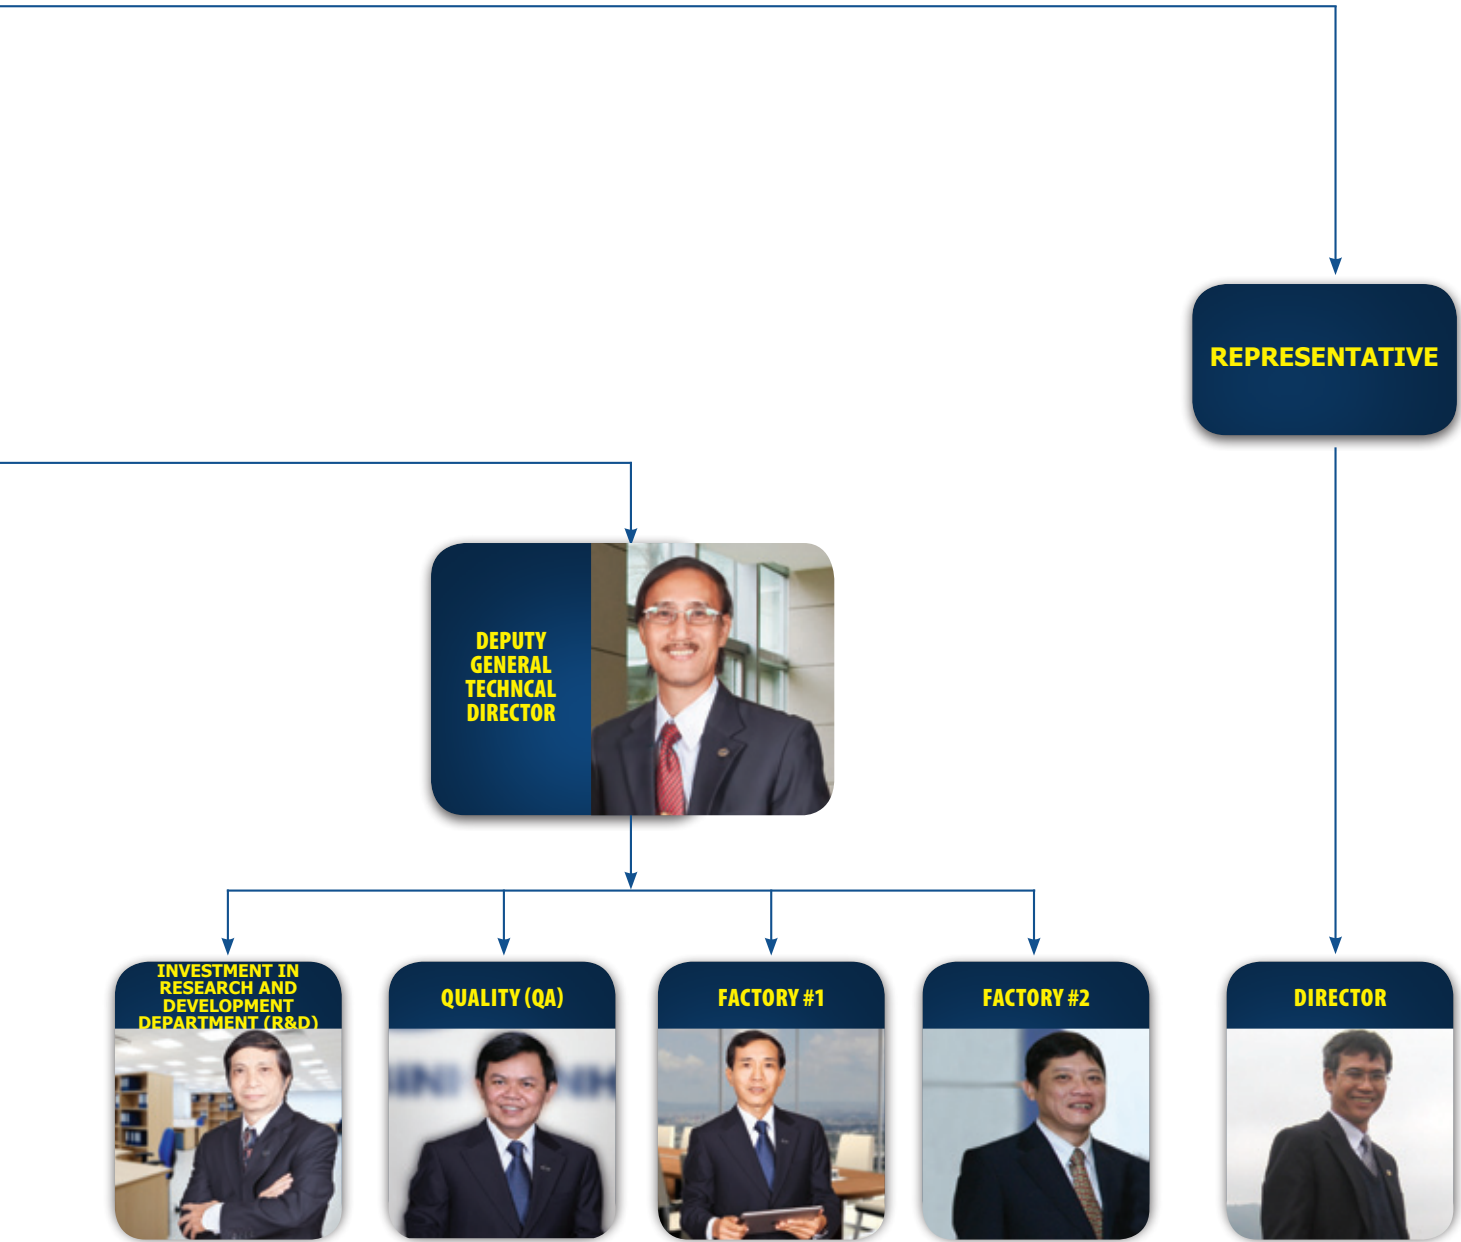 REPRESENTATIVE
DEPUTY
GENERAL
TECHNCAL
DIRECTOR
INVESTMENT IN
RESEARCH AND
DEVELOPMENT
DEPARTMENT (R&D)
QUALITY (QA)
FACTORY #1
FACTORY #2
DIRECTOR